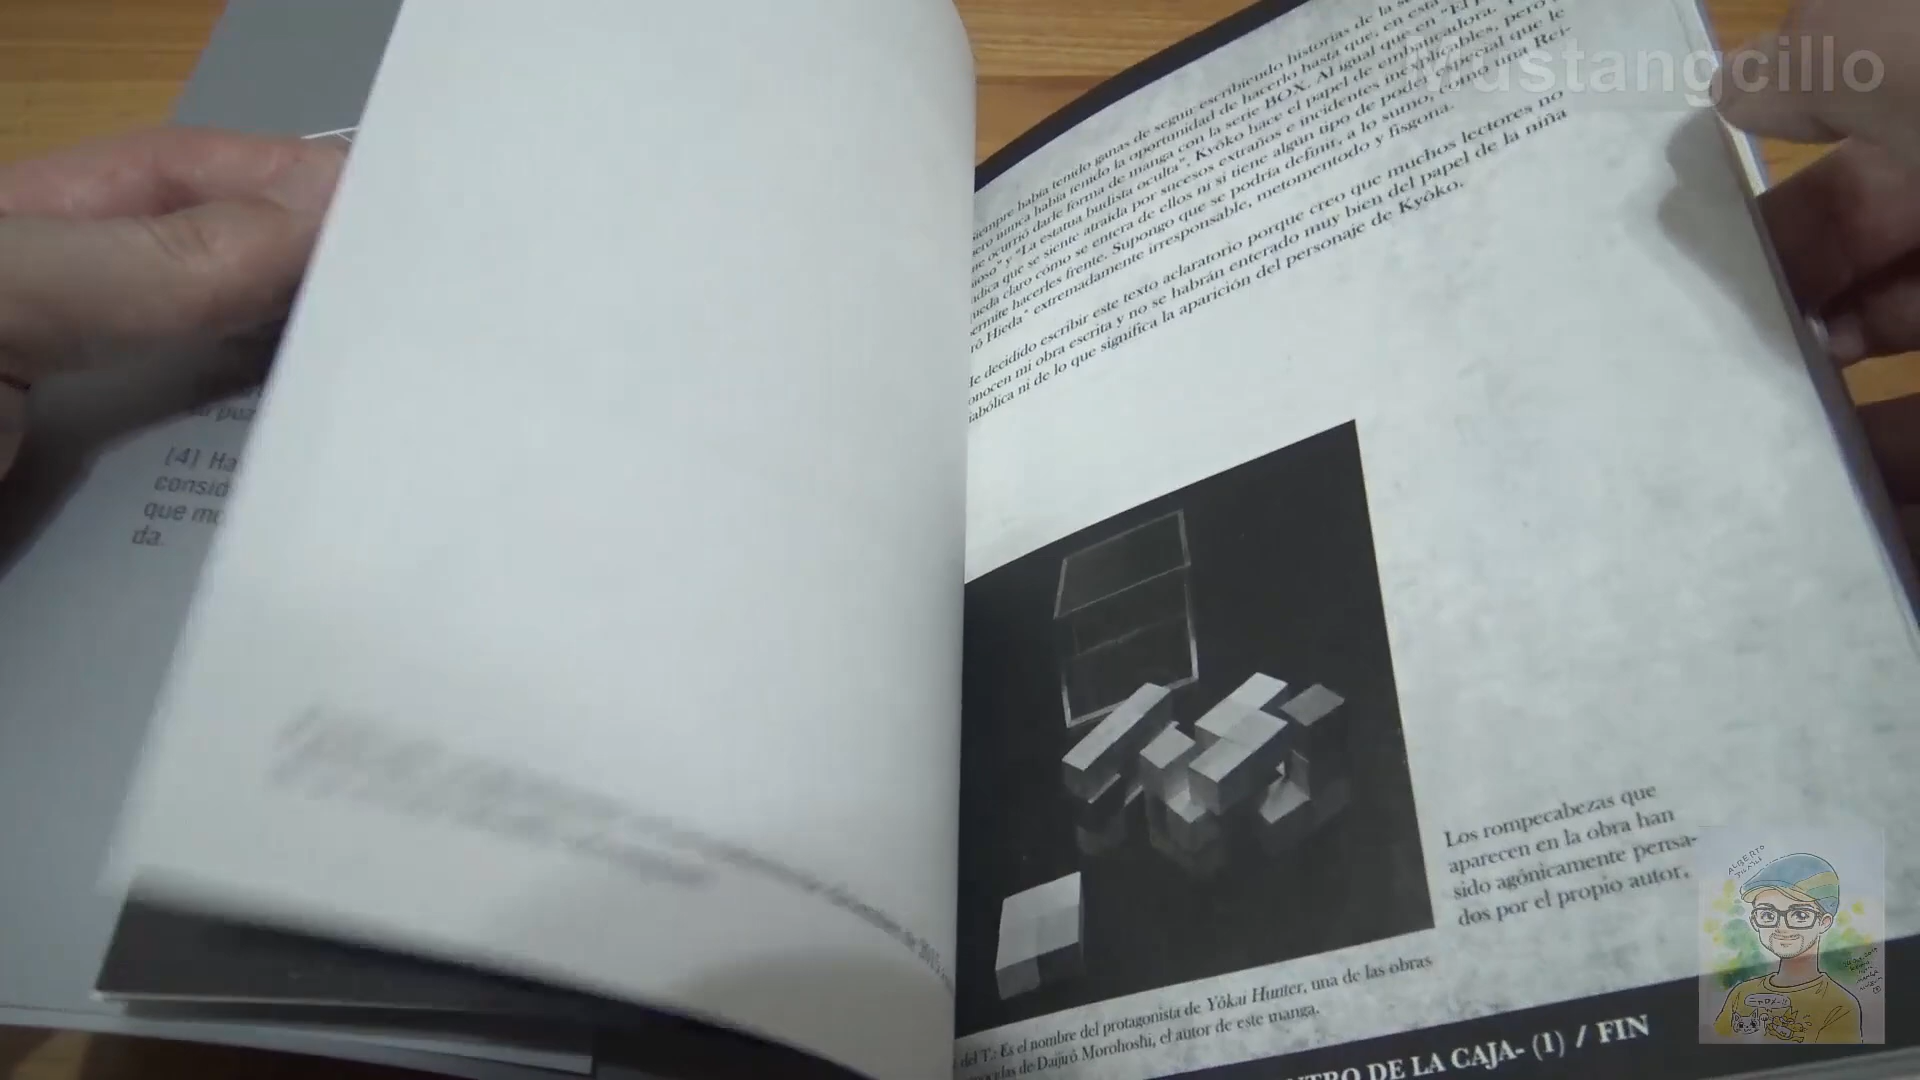 Mustangcillo
[4] Ha
consid
que mo
da.
siempre había tenido ganas de seguir escribiendo historias de la
pero nunca había tenido la oportunidad de hacerlo hasta que, en esta
me ocurrió darle forma de manga con la serie BOX. Al igual que en "El
y "La estatua budista oculta", Kyôko hace el papel de embaucadora.
que se siente atraída por sucesos extraños e incidentes inexplicables, pero
queda claro cómo se entera de ellos ni si tiene algún tipo de poder especial que le
permite hacerles frente. Supongo que se podría definir, a lo sumo, como una Rei-
rô Hieda* extremadamente irresponsable, metomentodo y fisgona.
He decidido escribir este texto aclaratorio porque creo que muchos lectores no
conocen mi obra escrita y no se habrán enterado muy bien del papel de la niña
diabólica ni de lo que significa la aparición del personaje de Kyôko.
Los rompecabezas que
aparecen en la obra han
sido agónicamente pensa-
dos por el propio autor.
del T.: Es el nombre del protagonista de Yôkai Hunter, una de las obras
de Daijirô Morohoshi, el autor de este manga.
NTRO DE LA CAJA- (1) / FIN
ALBERTO